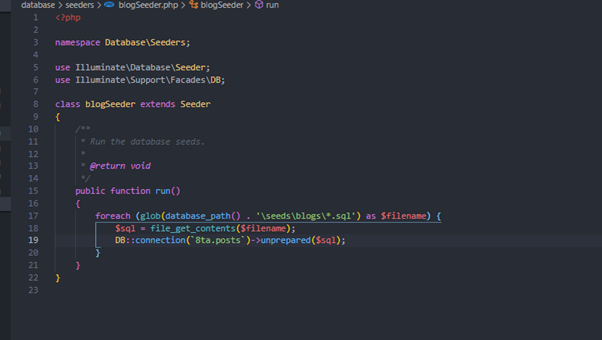 database > seeders > blogSeeder.php > blogSeeder > run
1 <?php
2
3 namespace Database\Seeders;
4
5 use Illuminate\Database\Seeder;
6 use Illuminate\Support\Facades\DB;
7
8 class blogSeeder extends Seeder
9 {
10 /**
11 * Run the database seeds.
12 *
13 * @return void
14 */
15 public function run()
16 {
17 foreach (glob(database_path() . '\seeds\blogs\*.sql') as $filename) {
18 $sql = file_get_contents($filename);
19 DB::connection(`8ta.posts`)->unprepared($sql);
20 }
21 }
22 }
23